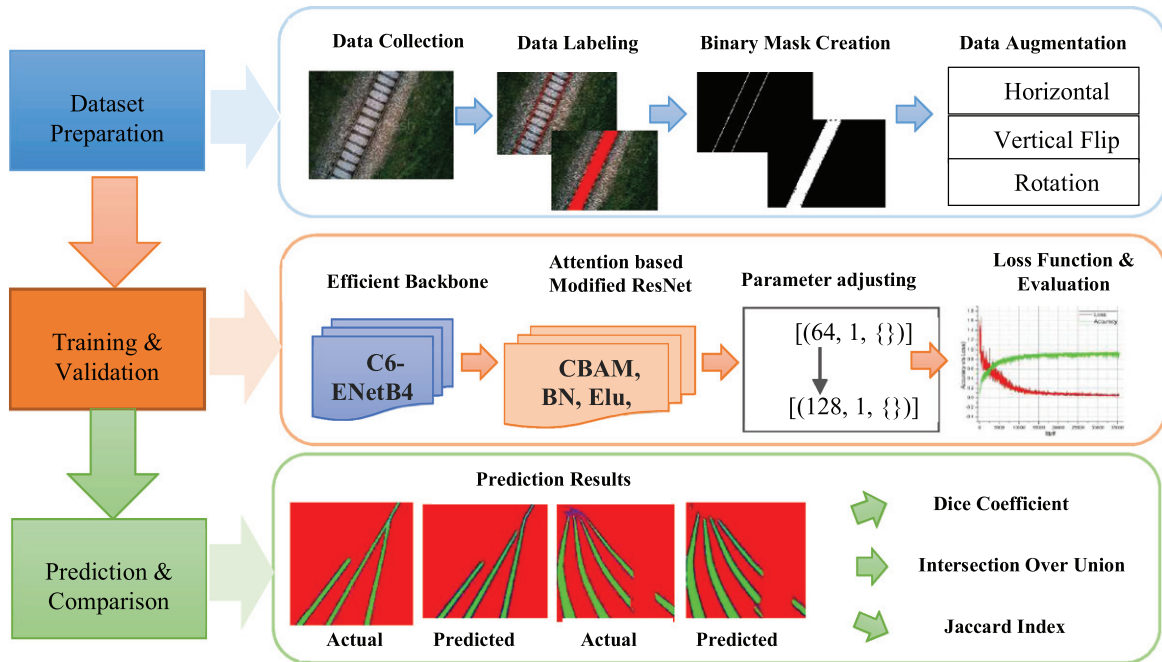 Dataset
Preparation
Data Collection
Data Labeling
Binary Mask Creation
Data Augmentation
Horizontal
Vertical Flip
Rotation
Training &
Validation
Efficient Backbone
C6-
ENetB4
Attention based
Modified ResNet
CBAM,
BN, Elu,
Parameter adjusting
[(64, 1, {})]
[(128, 1, {})]
Loss Function &
Evaluation
Loss
Accuracy
Prediction &
Comparison
Prediction Results
Actual
Predicted
Actual
Predicted
Dice Coefficient
Intersection Over Union
Jaccard Index